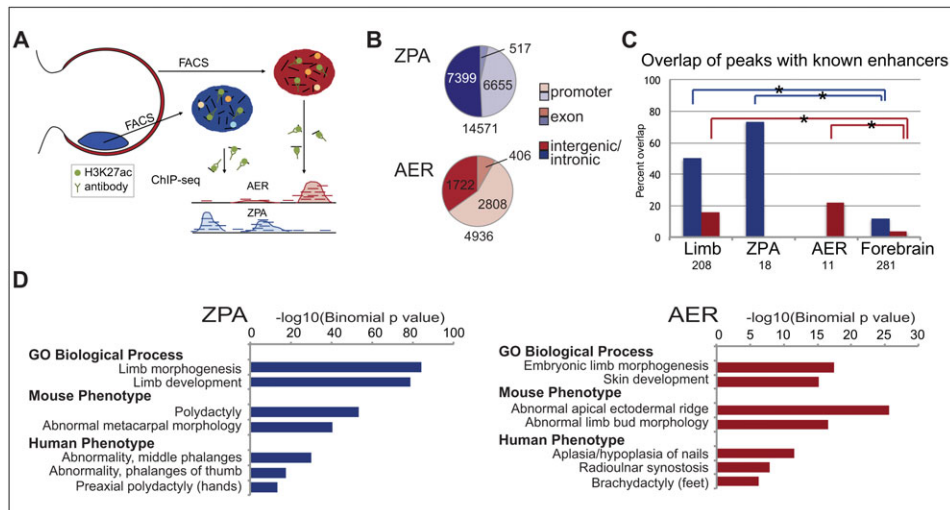 A
FACS
FACS
H3K27ac
antibody
ChIP-seq
AER
ZPA
B
ZPA
517
7399
6655
14571
promoter
exon
intergenic/
intronic
AER
406
1722
2808
4936
C
Overlap of peaks with known enhancers
Percent overlap
100
80
60
40
20
0
* * * *
Limb ZPA AER Forebrain
208 18 11 281
D
ZPA
-log10(Binomial p value)
0 20 40 60 80 100
GO Biological Process
Limb morphogenesis
Limb development
Mouse Phenotype
Polydactyly
Abnormal metacarpal morphology
Human Phenotype
Abnormality, middle phalanges
Abnormality, phalanges of thumb
Preaxial polydactyly (hands)
AER
-log10(Binomial p value)
0 5 10 15 20 25 30
GO Biological Process
Embryonic limb morphogenesis
Skin development
Mouse Phenotype
Abnormal apical ectodermal ridge
Abnormal limb bud morphology
Human Phenotype
Aplasia/hypoplasia of nails
Radioulnar synostosis
Brachydactyly (feet)